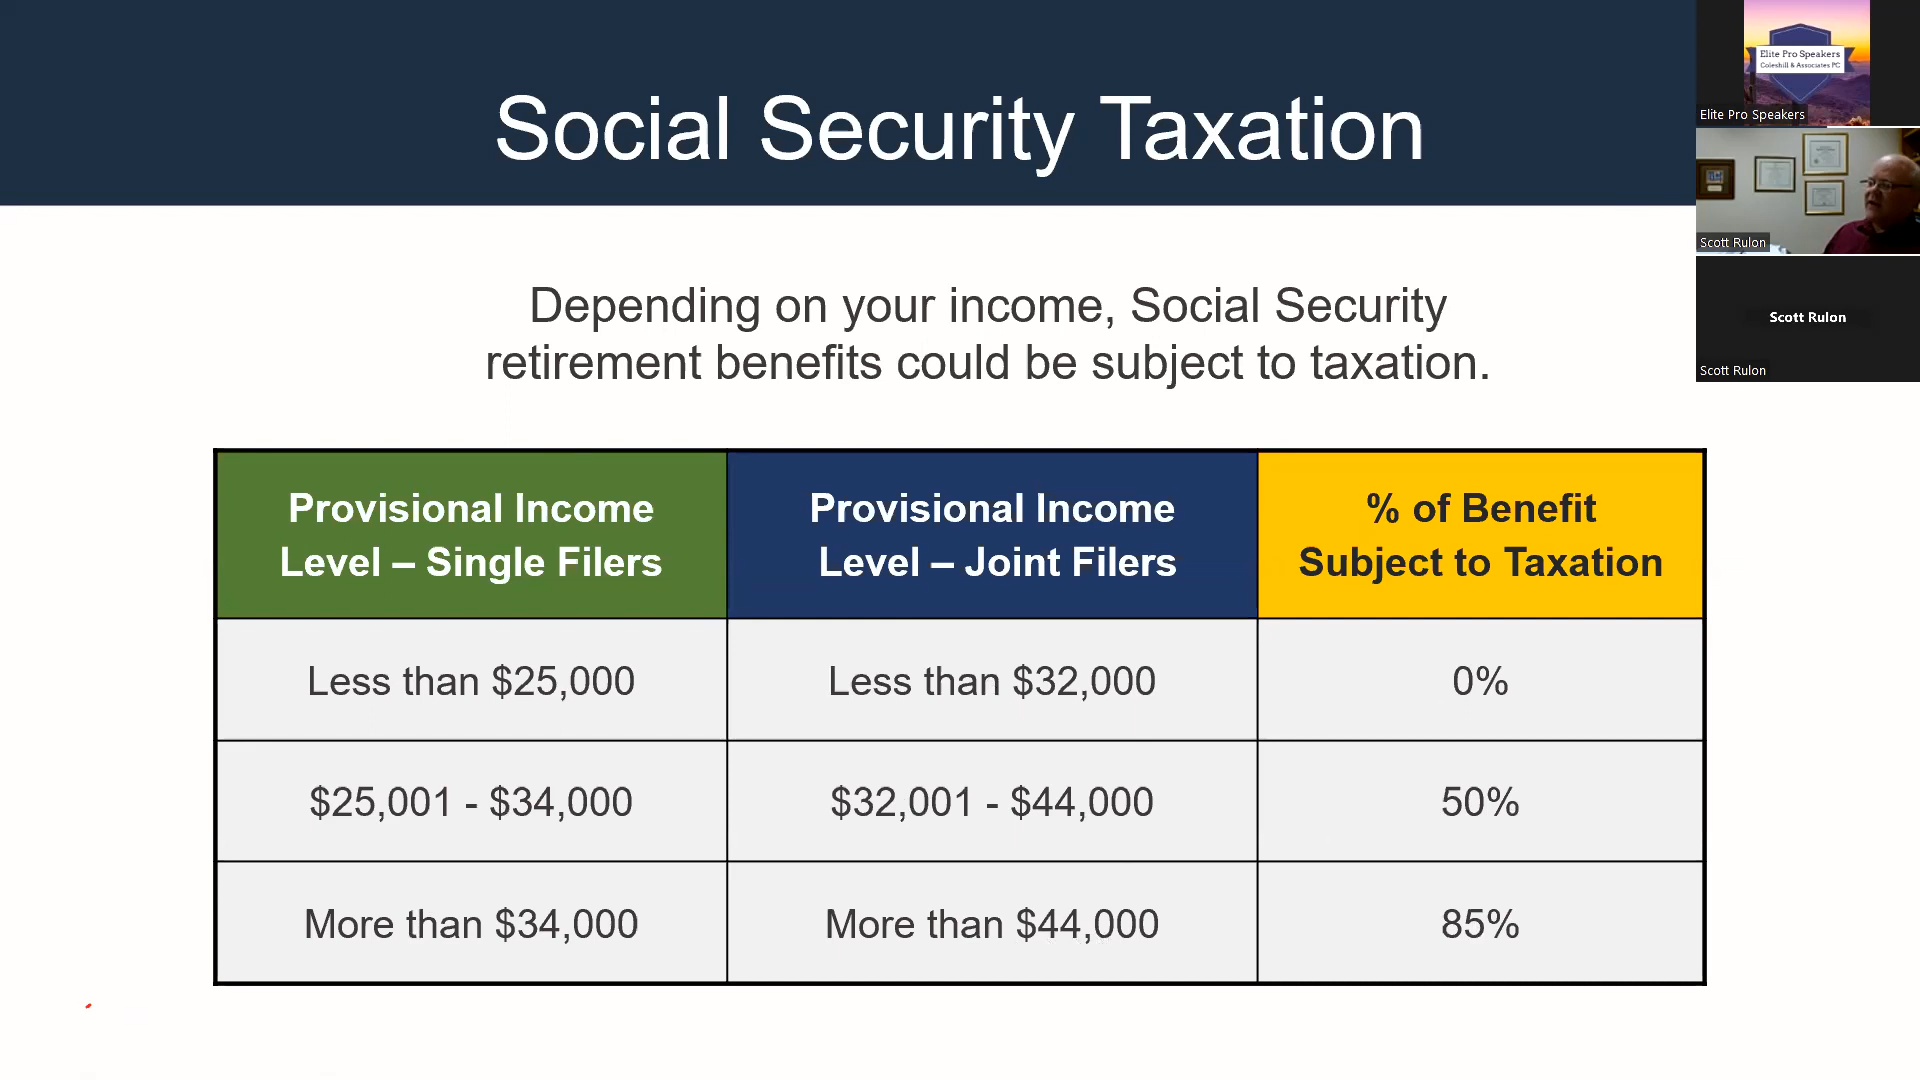 Social Security Taxation
Elite Pro Speakers
Coleshill & Associates PC
Elite Pro Speakers
Scott Rulon
Scott Rulon
Scott Rulon
Depending on your income, Social Security
retirement benefits could be subject to taxation.
Provisional Income
Level – Single Filers
Provisional Income
Level – Joint Filers
% of Benefit
Subject to Taxation
Less than $25,000
Less than $32,000
0%
$25,001 - $34,000
$32,001 - $44,000
50%
More than $34,000
More than $44,000
85%